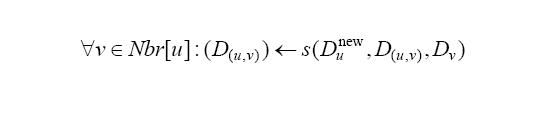 ∀v ∈ Nbr[u] : (D_{(u,v)}) ← s(D_u^{new}, D_{(u,v)}, D_v)